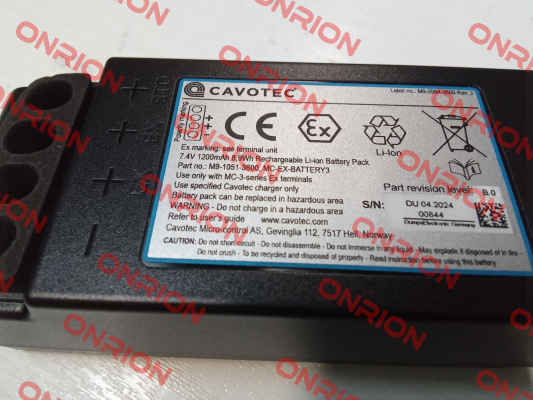 CAVOTEC
Label no.: M9-2004-3600 Rev. J
Poles marking
CE
Ex
Li-Ion
Ex marking: see terminal unit
7.4V 1200mAh 8.9Wh Rechargeable Li-Ion Battery Pack
Part no.: M9-1051-3600, MC-EX-BATTERY3
Use only with MC-3-series Ex terminals
Use specified Cavotec charger only
Battery pack can be replaced in hazardous area
WARNING - Do not charge in hazardous area
Refer to user's guide - www.cavotec.com
Cavotec Micro-control AS, Gevinglia 112, 7517 Hell, Norway
Part revision level: B.0
S/N: DU 04 2024
00844
CAUTION: Do not short-circuit - Do not disassemble - Do not immerse in any liquid - May explode if disposed of in fire -
Do not crush - To be recycled properly - Read instruction before using this battery
ONRION